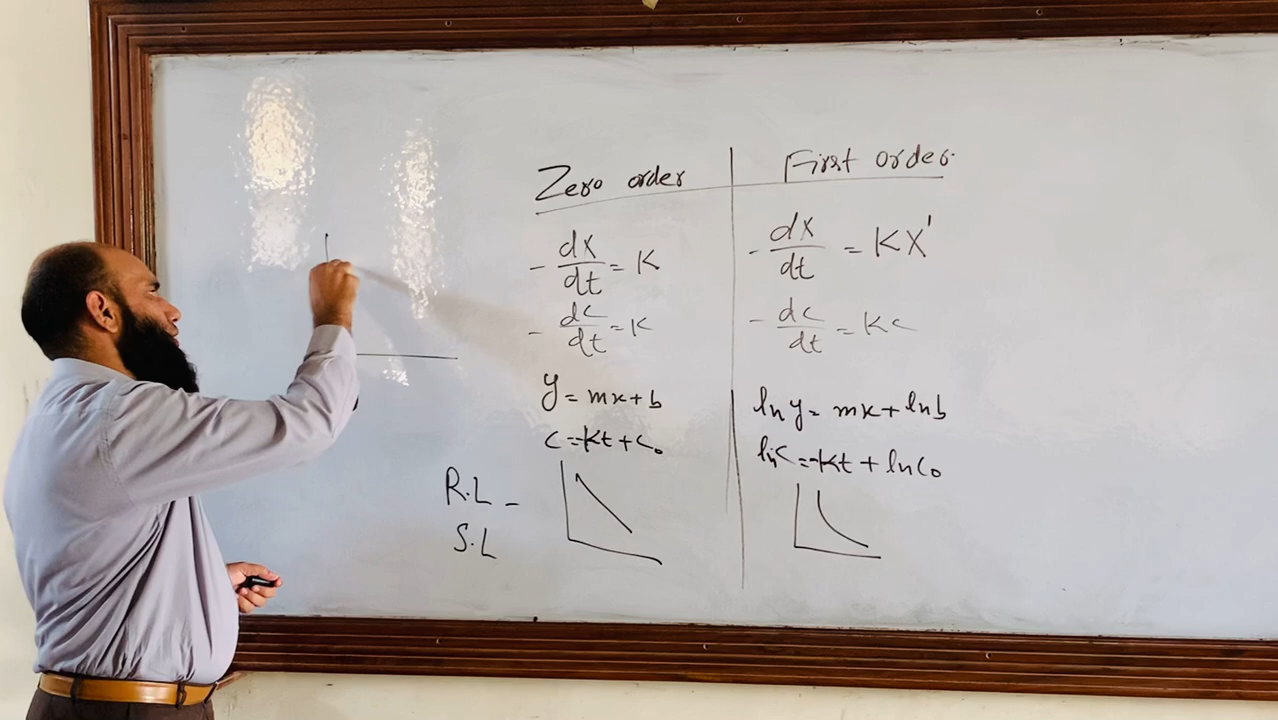 Zero order
- dx/dt = K
- dc/dt = K
y = mx + b
c = Kt + C₀
R.L -
S.L
First order
- dx/dt = KX'
- dc/dt = Kc
ln y = mx + ln b
ln c = -Kt + ln C₀